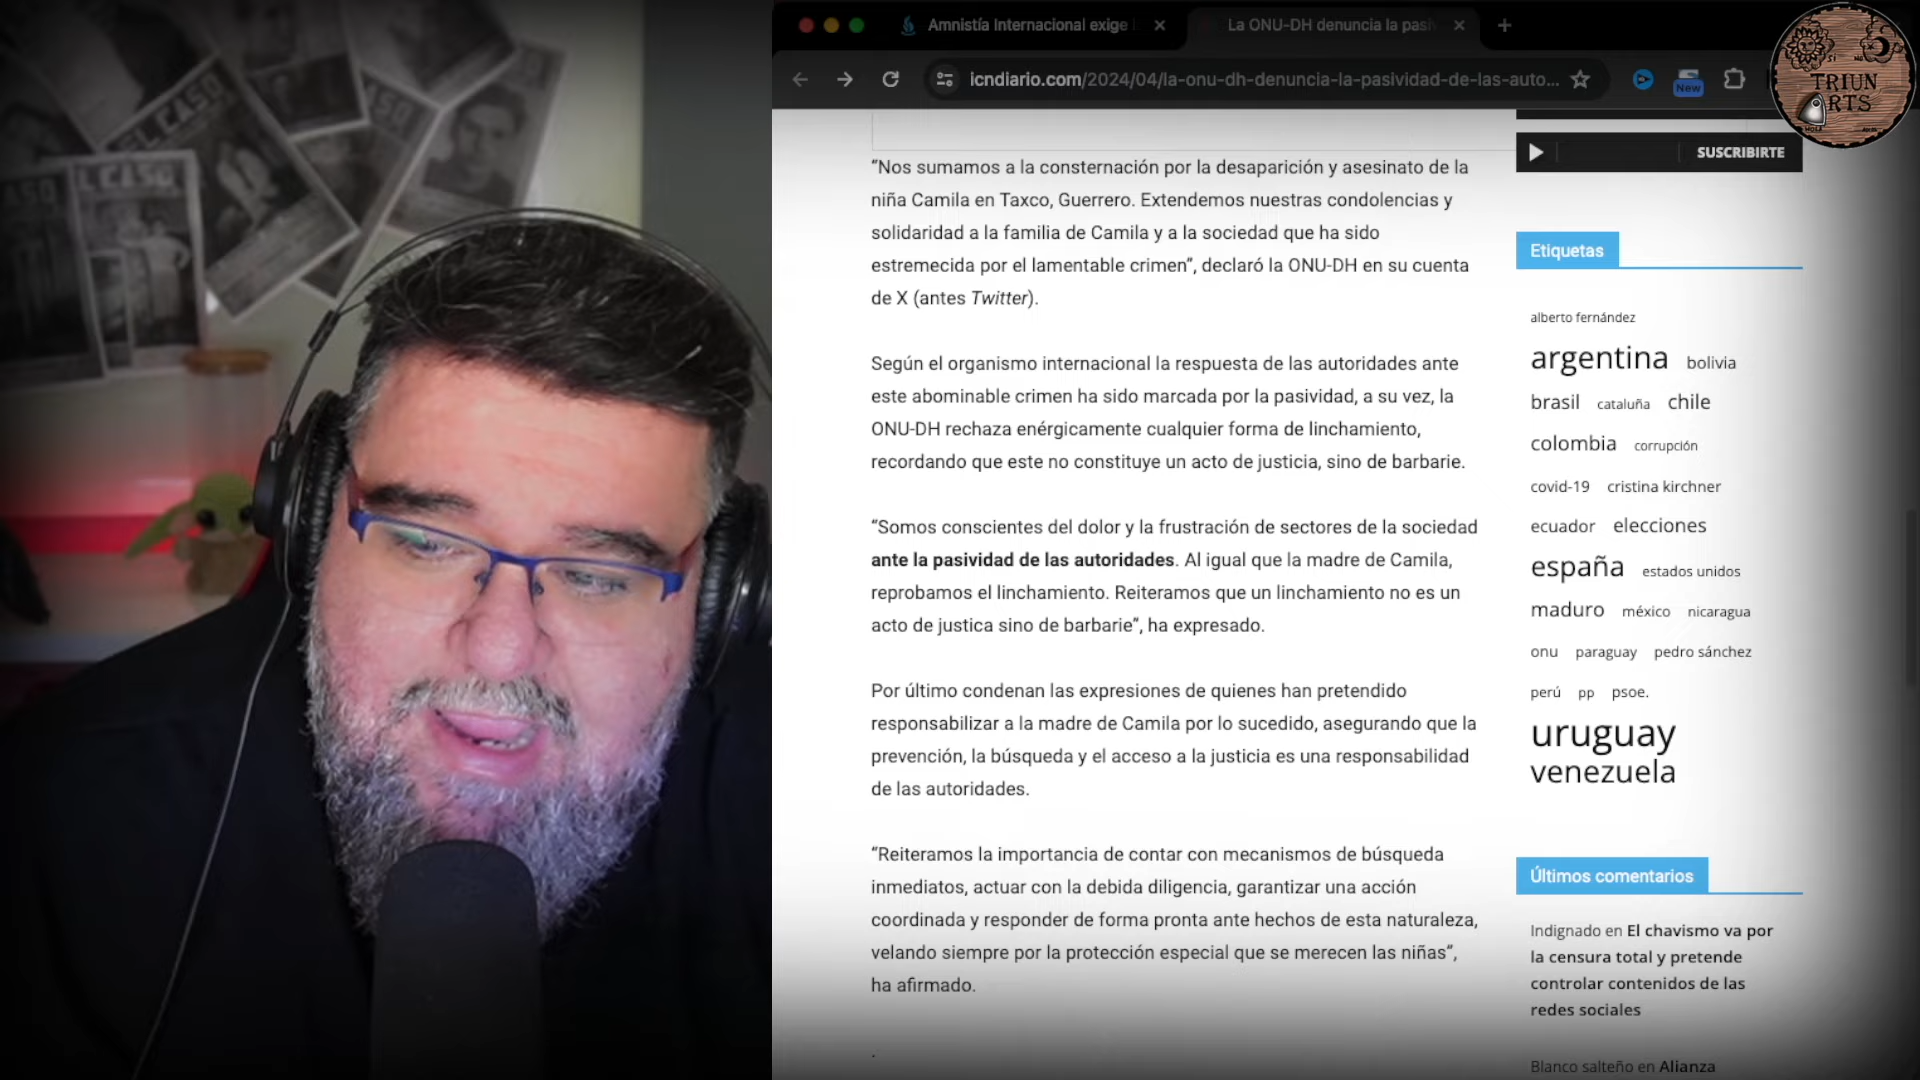 EL CASO
EL CASO
Amnistía Internacional exige
La ONU-DH denuncia la pasiv
icndiario.com/2024/04/la-onu-dh-denuncia-la-pasividad-de-las-auto...
New
TRIUN
ARTS
SUSCRIBIRTE
“Nos sumamos a la consternación por la desaparición y asesinato de la
niña Camila en Taxco, Guerrero. Extendemos nuestras condolencias y
solidaridad a la familia de Camila y a la sociedad que ha sido
estremecida por el lamentable crimen”, declaró la ONU-DH en su cuenta
de X (antes Twitter).
Según el organismo internacional la respuesta de las autoridades ante
este abominable crimen ha sido marcada por la pasividad, a su vez, la
ONU-DH rechaza enérgicamente cualquier forma de linchamiento,
recordando que este no constituye un acto de justicia, sino de barbarie.
“Somos conscientes del dolor y la frustración de sectores de la sociedad
ante la pasividad de las autoridades. Al igual que la madre de Camila,
reprobamos el linchamiento. Reiteramos que un linchamiento no es un
acto de justica sino de barbarie”, ha expresado.
Por último condenan las expresiones de quienes han pretendido
responsabilizar a la madre de Camila por lo sucedido, asegurando que la
prevención, la búsqueda y el acceso a la justicia es una responsabilidad
de las autoridades.
“Reiteramos la importancia de contar con mecanismos de búsqueda
inmediatos, actuar con la debida diligencia, garantizar una acción
coordinada y responder de forma pronta ante hechos de esta naturaleza,
velando siempre por la protección especial que se merecen las niñas”,
ha afirmado.
.
Etiquetas
alberto fernández
argentina bolivia
brasil cataluña chile
colombia corrupción
covid-19 cristina kirchner
ecuador elecciones
españa estados unidos
maduro méxico nicaragua
onu paraguay pedro sánchez
perú pp psoe.
uruguay
venezuela
Últimos comentarios
Indignado en El chavismo va por
la censura total y pretende
controlar contenidos de las
redes sociales
Blanco salteño en Alianza